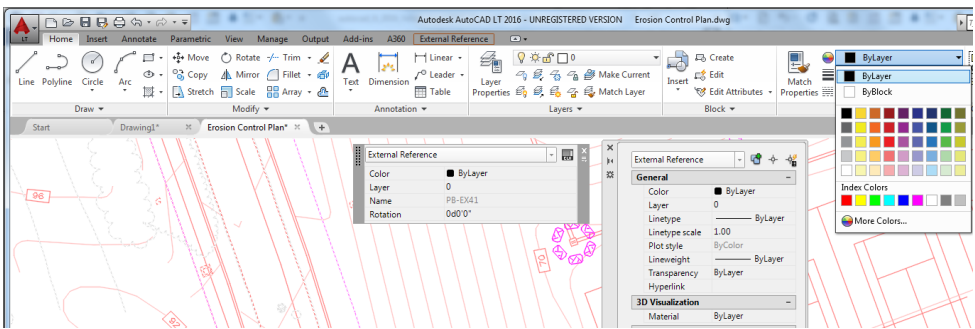 Autodesk AutoCAD LT 2016 - UNREGISTERED VERSION Erosion Control Plan.dwg
LT Home Insert Annotate Parametric View Manage Output Add-ins A360 External Reference
Line Polyline Circle Arc
Move Rotate Trim
Copy Mirror Fillet
Stretch Scale Array
Text Dimension
Linear
Leader
Table
Layer Properties
0
Make Current
Match Layer
Insert
Create
Edit
Edit Attributes
Match Properties
ByLayer
ByLayer
ByBlock
Draw Modify Annotation Layers Block
Start Drawing1* Erosion Control Plan*
External Reference
Color ByLayer
Layer 0
Name PB-EX41
Rotation 0d0'0"
External Reference
General
Color ByLayer
Layer 0
Linetype ByLayer
Linetype scale 1.00
Plot style ByColor
Lineweight ByLayer
Transparency ByLayer
Hyperlink
3D Visualization
Material ByLayer
Index Colors
More Colors...
96
70
92